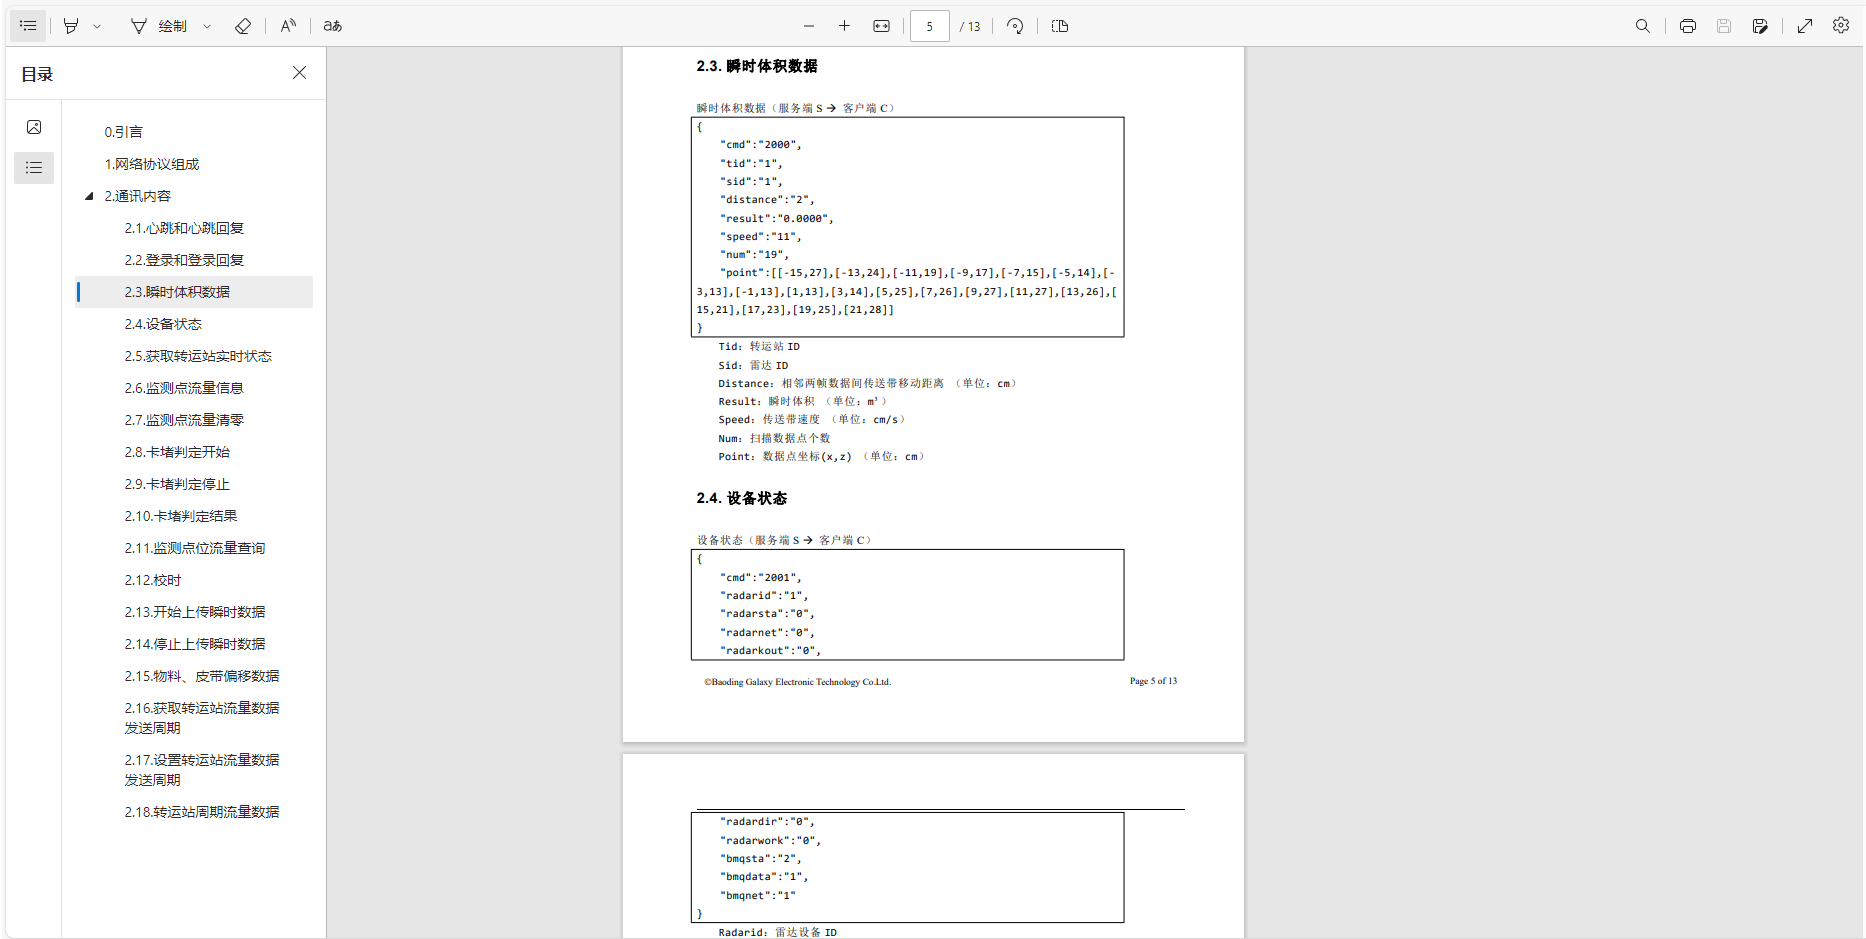 绘制
aあ
5
/ 13
目录
0.引言
1.网络协议组成
2.通讯内容
2.1.心跳和心跳回复
2.2.登录和登录回复
2.3.瞬时体积数据
2.4.设备状态
2.5.获取转运站实时状态
2.6.监测点流量信息
2.7.监测点流量清零
2.8.卡堵判定开始
2.9.卡堵判定停止
2.10.卡堵判定结果
2.11.监测点位流量查询
2.12.校时
2.13.开始上传瞬时数据
2.14.停止上传瞬时数据
2.15.物料、皮带偏移数据
2.16.获取转运站流量数据
发送周期
2.17.设置转运站流量数据
发送周期
2.18.转运站周期流量数据
2.3. 瞬时体积数据
瞬时体积数据（服务端 S → 客户端 C）
{
"cmd":"2000",
"tid":"1",
"sid":"1",
"distance":"2",
"result":"0.0000",
"speed":"11",
"num":"19",
"point":[[-15,27],[-13,24],[-11,19],[-9,17],[-7,15],[-5,14],[-
3,13],[-1,13],[1,13],[3,14],[5,25],[7,26],[9,27],[11,27],[13,26],[
15,21],[17,23],[19,25],[21,28]]
}
Tid: 转运站 ID
Sid: 雷达 ID
Distance: 相邻两帧数据间传送带移动距离 （单位: cm）
Result: 瞬时体积 （单位: m³）
Speed: 传送带速度 （单位: cm/s）
Num: 扫描数据点个数
Point: 数据点坐标(x,z) （单位: cm）
2.4. 设备状态
设备状态（服务端 S → 客户端 C）
{
"cmd":"2001",
"radarid":"1",
"radarsta":"0",
"radarnet":"0",
"radarkout":"0",
©Baoding Galaxy Electronic Technology Co.Ltd.
Page 5 of 13
"radardir":"0",
"radarwork":"0",
"bmqsta":"2",
"bmqdata":"1",
"bmqnet":"1"
}
Radarid: 雷达设备 ID